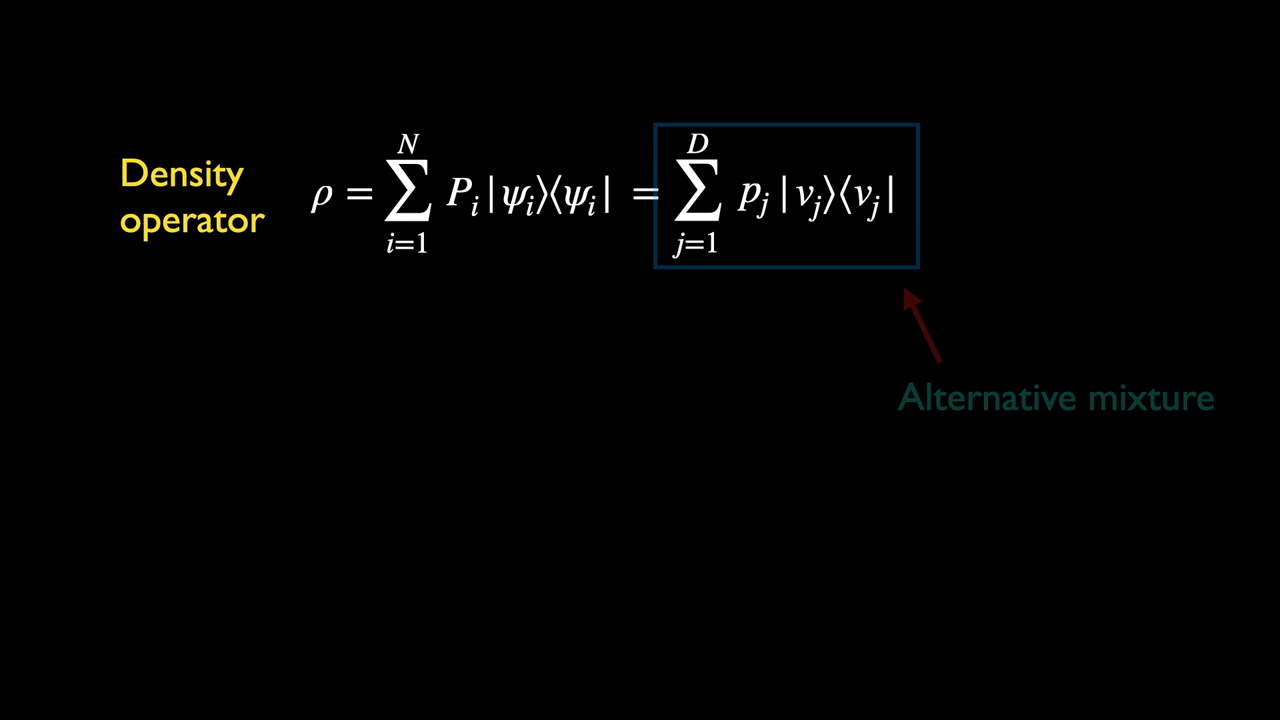 Density
operator
ρ = ∑_{i=1}^{N} P_i |ψ_i⟩⟨ψ_i| = ∑_{j=1}^{D} p_j |v_j⟩⟨v_j|
Alternative mixture